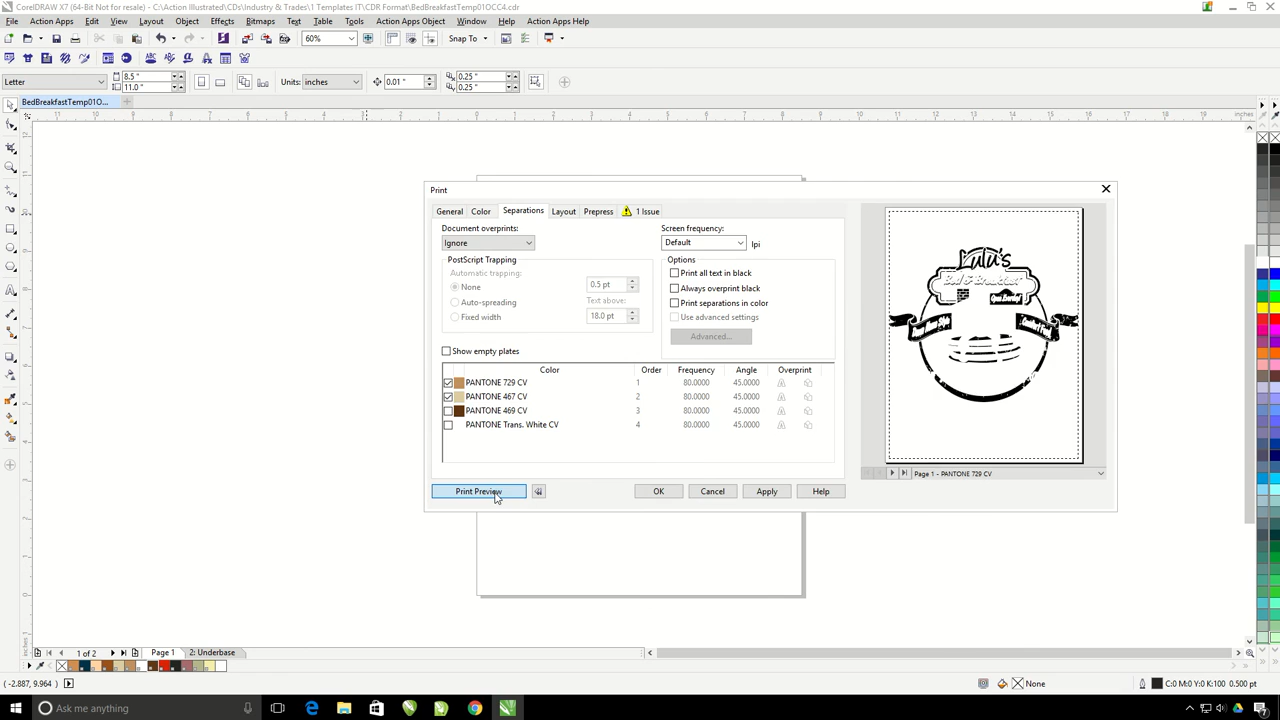 CorelDRAW X7 (64-Bit Not for resale) - C:\Action Illustrated\CDs\Industry & Trades\1 Templates IT\CDR Format\BedBreakfastTemp01OCC4.cdr
File Edit View Layout Object Effects Bitmaps Text Table Tools Action Apps Object Window Help Action Apps Help
60% Snap To
Letter 8.5 " 11.0 " Units: inches 0.01 " 0.25 " 0.25 "
BedBreakfastTemp01O...
inches
Print
General Color Separations Layout Prepress 1 Issue
Document overprints:
Ignore
Screen frequency:
Default lpi
PostScript Trapping
Automatic trapping:
None 0.5 pt
Auto-spreading Text above:
Fixed width 18.0 pt
Options
Print all text in black
Always overprint black
Print separations in color
Use advanced settings
Advanced...
Show empty plates
Color Order Frequency Angle Overprint
PANTONE 729 CV 1 80.0000 45.0000
PANTONE 467 CV 2 80.0000 45.0000
PANTONE 469 CV 3 80.0000 45.0000
PANTONE Trans. White CV 4 80.0000 45.0000
Print Preview OK Cancel Apply Help
Lulu's
Bed & Breakfast
Page 1 - PANTONE 729 CV
1 of 2 Page 1 2: Underbase
(-2.887, 9.964) None C:0 M:0 Y:0 K:100 0.500 pt
Ask me anything